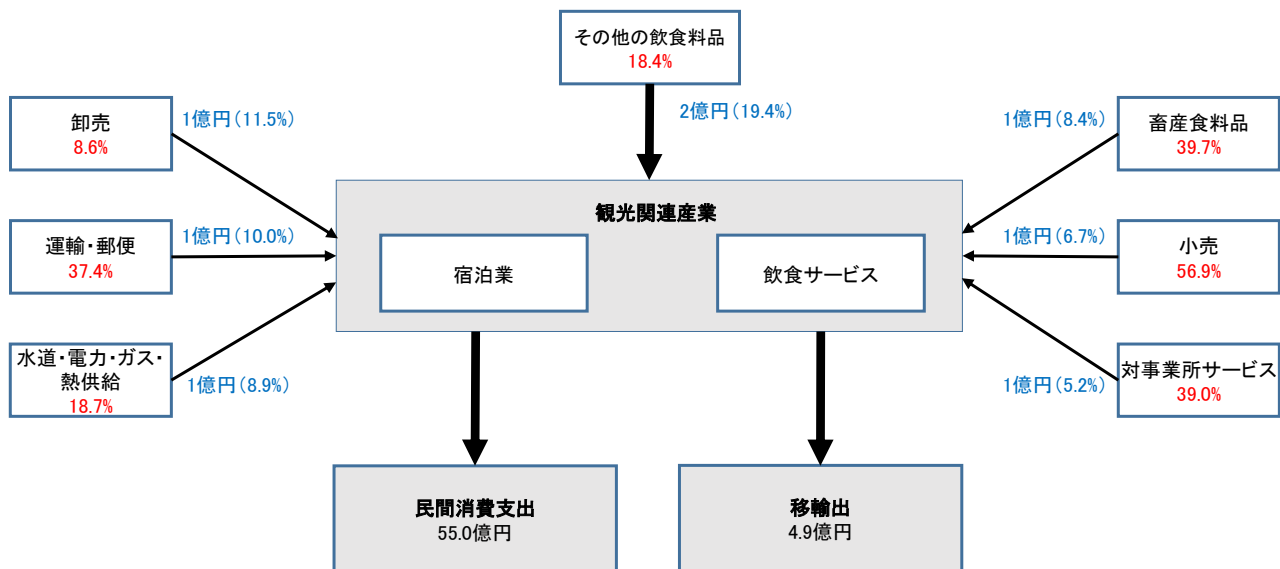 その他の飲食料品
18.4%
2億円(19.4%)
卸売
8.6%
1億円(11.5%)
運輸・郵便
37.4%
1億円(10.0%)
水道・電力・ガス・
熱供給
18.7%
1億円(8.9%)
1億円(8.4%)
畜産食料品
39.7%
1億円(6.7%)
小売
56.9%
1億円(5.2%)
対事業所サービス
39.0%
観光関連産業
宿泊業
飲食サービス
民間消費支出
55.0億円
移輸出
4.9億円